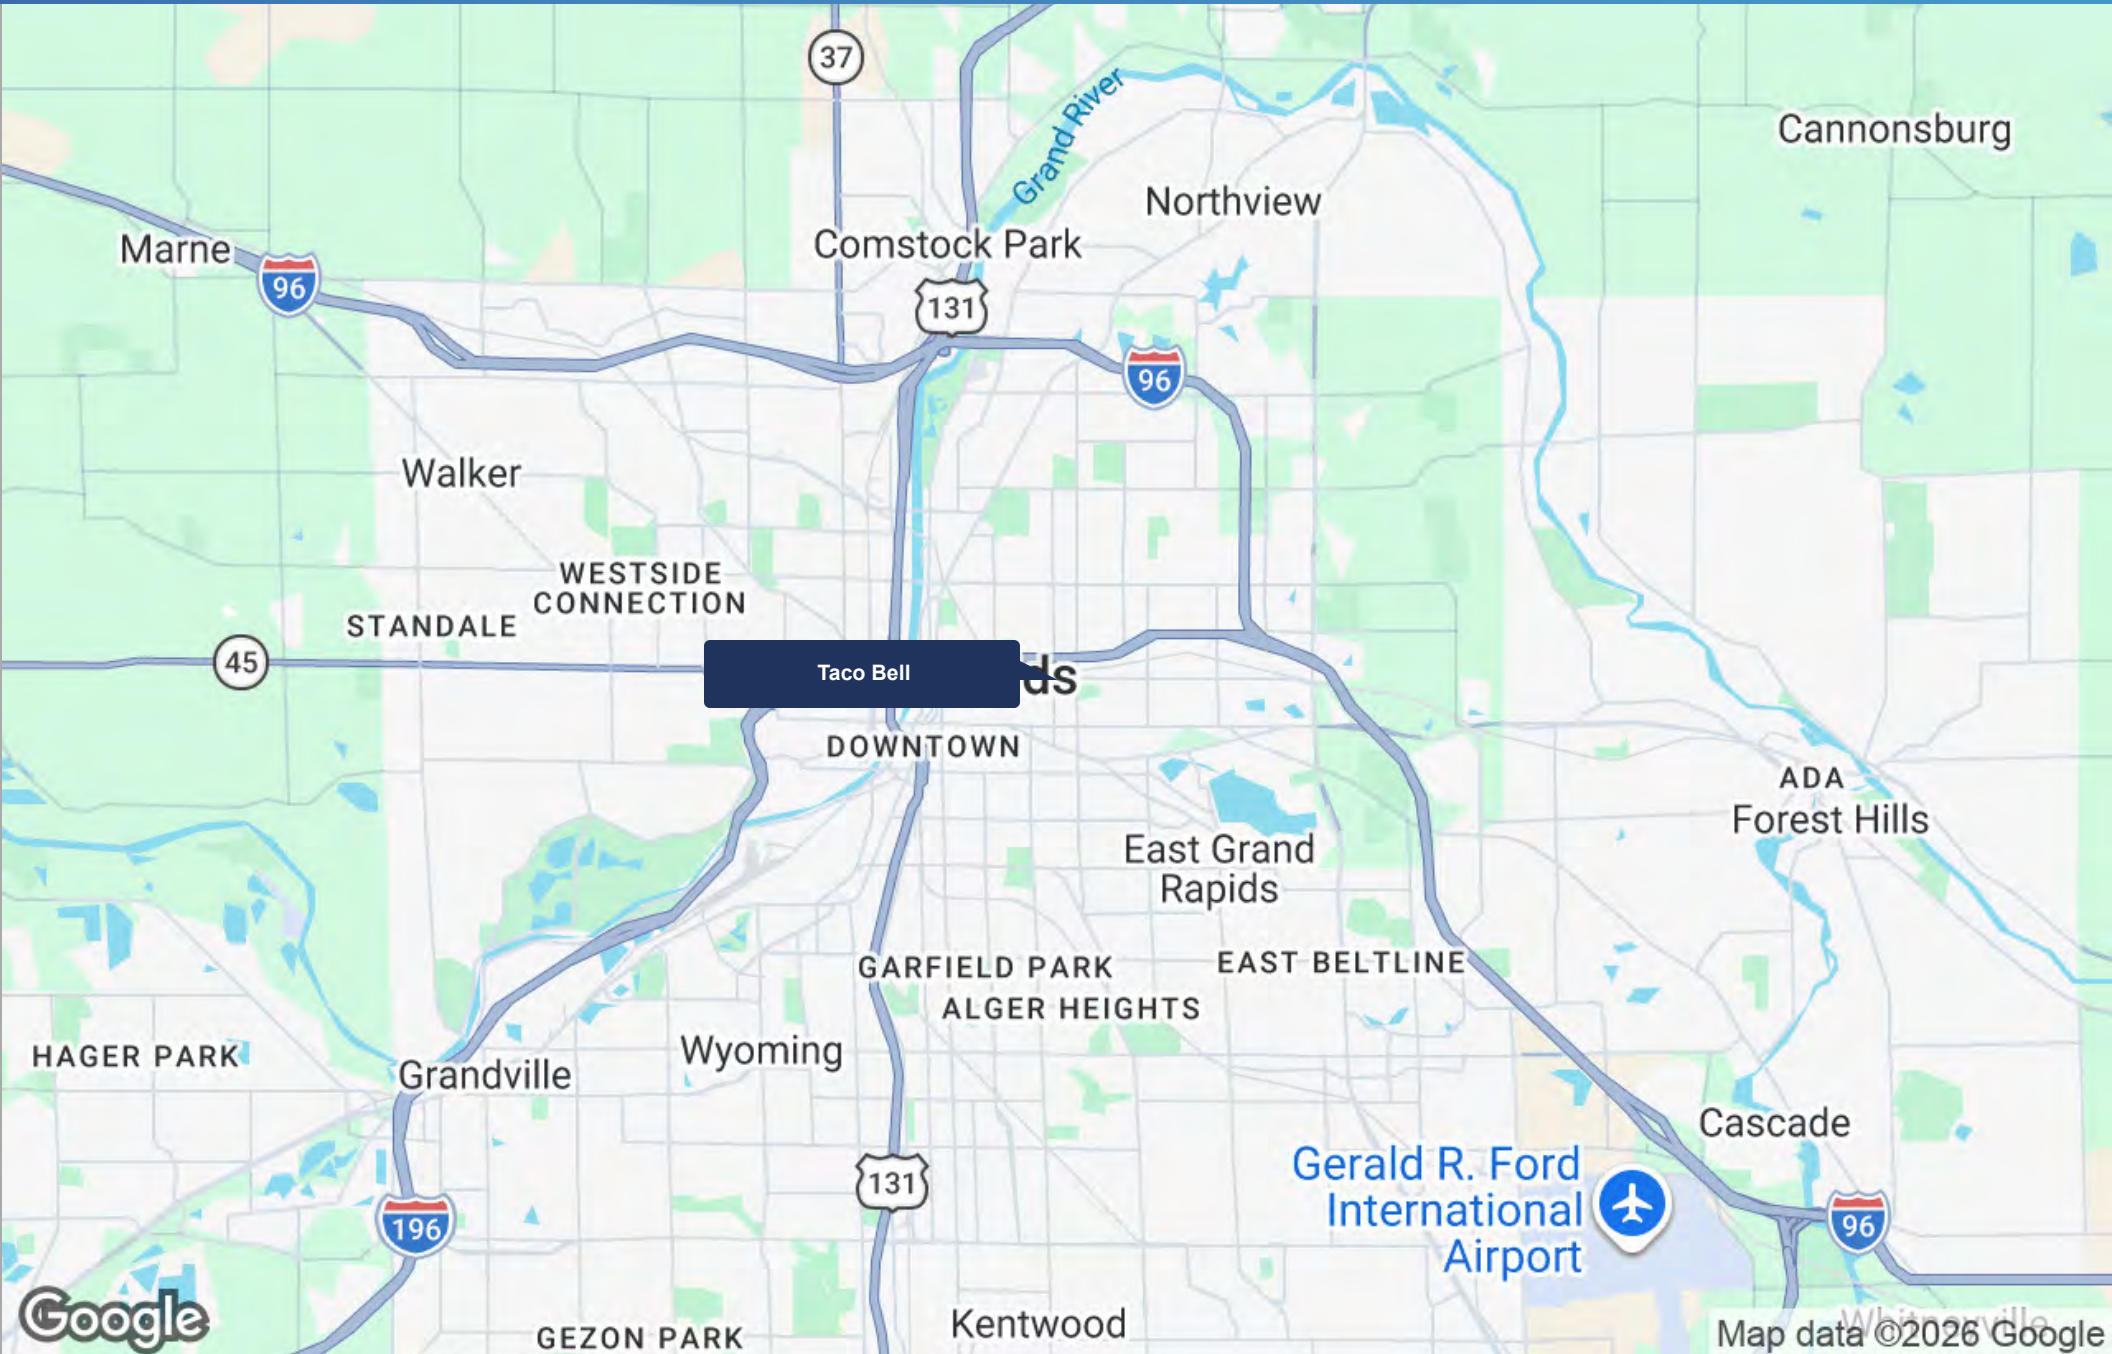 37
Grand River
Cannonsburg
Northview
Marne
Comstock Park
96
131
96
Walker
WESTSIDE
CONNECTION
STANDALE
45
Taco Bell
ds
DOWNTOWN
ADA
Forest Hills
East Grand
Rapids
GARFIELD PARK
EAST BELTLINE
ALGER HEIGHTS
HAGER PARK
Wyoming
Grandville
Cascade
Gerald R. Ford
International
Airport
131
196
96
Google
GEZON PARK
Kentwood
Whitneyville
Map data ©2026 Google